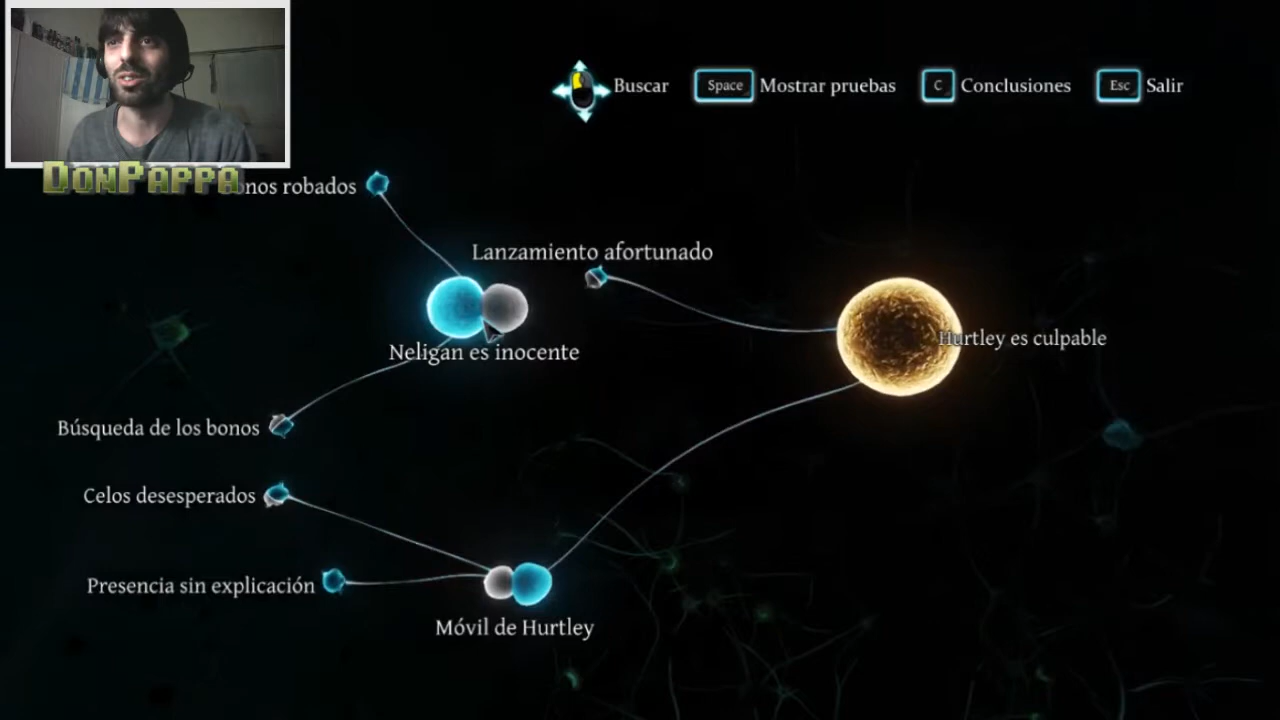 Buscar
Space Mostrar pruebas
C Conclusiones
Esc Salir
DonPappa
robados
Lanzamiento afortunado
Hurtley es culpable
Neligan es inocente
Búsqueda de los bonos
Celos desesperados
Presencia sin explicación
Móvil de Hurtley